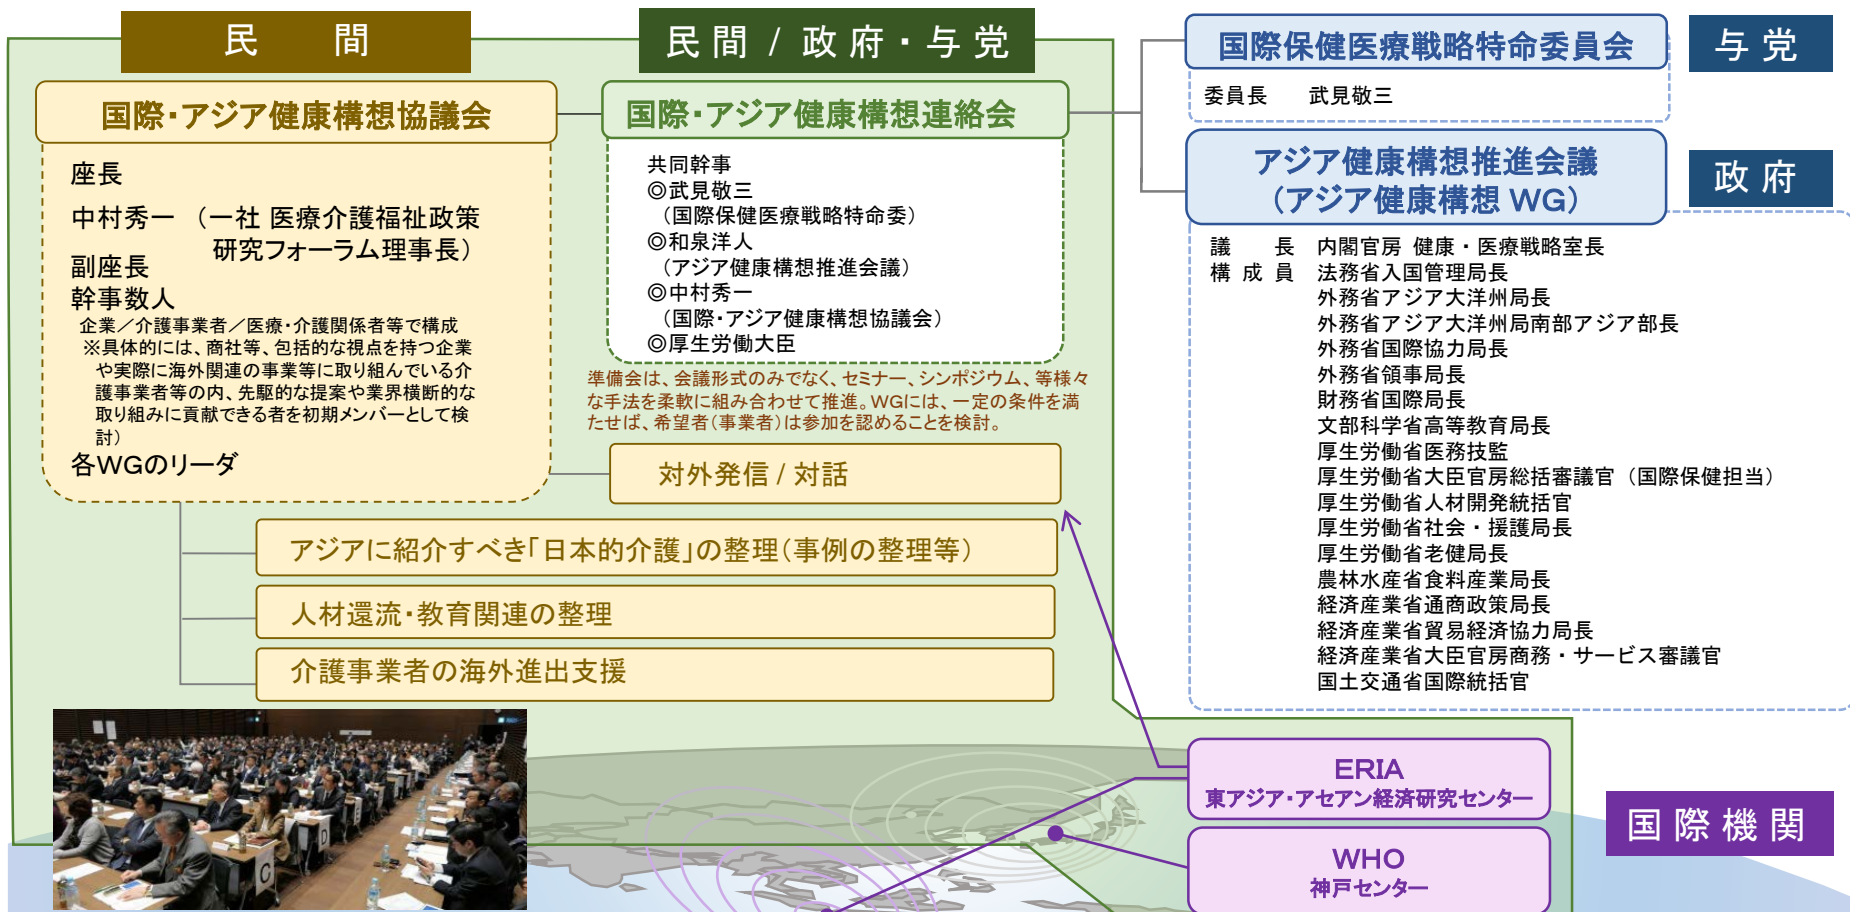 民　間
国際・アジア健康構想協議会
座長
中村秀一 （一社 医療介護福祉政策
研究フォーラム理事長）
副座長
幹事数人
企業／介護事業者／医療・介護関係者等で構成
※具体的には、商社等、包括的な視点を持つ企業
や実際に海外関連の事業等に取り組んでいる介
護事業者等の内、先駆的な提案や業界横断的な
取り組みに貢献できる者を初期メンバーとして検
討）
各WGのリーダ
民間 / 政府・与党
国際・アジア健康構想連絡会
共同幹事
◎武見敬三
（国際保健医療戦略特命委）
◎和泉洋人
（アジア健康構想推進会議）
◎中村秀一
（国際・アジア健康構想協議会）
◎厚生労働大臣
準備会は、会議形式のみでなく、セミナー、シンポジウム、等様々
な手法を柔軟に組み合わせて推進。WGには、一定の条件を満
たせば、希望者（事業者）は参加を認めることを検討。
対外発信 / 対話
アジアに紹介すべき「日本的介護」の整理（事例の整理等）
人材還流・教育関連の整理
介護事業者の海外進出支援
国際保健医療戦略特命委員会
与党
委員長　武見敬三
アジア健康構想推進会議
（アジア健康構想 WG）
政府
議　長　内閣官房 健康・医療戦略室長
構成員　法務省入国管理局長
外務省アジア大洋州局長
外務省アジア大洋州局南部アジア部長
外務省国際協力局長
外務省領事局長
財務省国際局長
文部科学省高等教育局長
厚生労働省医務技監
厚生労働省大臣官房総括審議官（国際保健担当）
厚生労働省人材開発統括官
厚生労働省社会・援護局長
厚生労働省老健局長
農林水産省食料産業局長
経済産業省通商政策局長
経済産業省貿易経済協力局長
経済産業省大臣官房商務・サービス審議官
国土交通省国際統括官
ERIA
東アジア・アセアン経済研究センター
国際機関
WHO
神戸センター
C
D
E